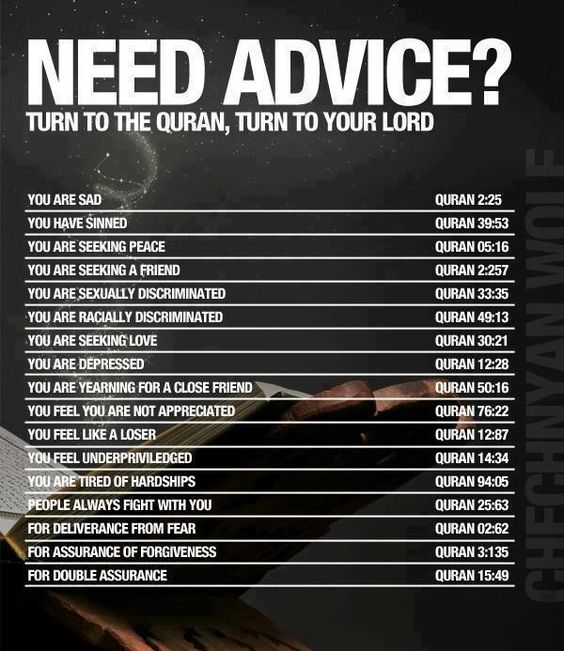 NEED ADVICE?
TURN TO THE QURAN, TURN TO YOUR LORD
YOU ARE SAD QURAN 2:25
YOU HAVE SINNED QURAN 39:53
YOU ARE SEEKING PEACE QURAN 05:16
YOU ARE SEEKING A FRIEND QURAN 2:257
YOU ARE SEXUALLY DISCRIMINATED QURAN 33:35
YOU ARE RACIALLY DISCRIMINATED QURAN 49:13
YOU ARE SEEKING LOVE QURAN 30:21
YOU ARE DEPRESSED QURAN 12:28
YOU ARE YEARNING FOR A CLOSE FRIEND QURAN 50:16
YOU FEEL YOU ARE NOT APPRECIATED QURAN 76:22
YOU FEEL LIKE A LOSER QURAN 12:87
YOU FEEL UNDERPRIVILEDGED QURAN 14:34
YOU ARE TIRED OF HARDSHIPS QURAN 94:05
PEOPLE ALWAYS FIGHT WITH YOU QURAN 25:63
FOR DELIVERANCE FROM FEAR QURAN 02:62
FOR ASSURANCE OF FORGIVENESS QURAN 3:135
FOR DOUBLE ASSURANCE QURAN 15:49
CHECHNYAN WOLF